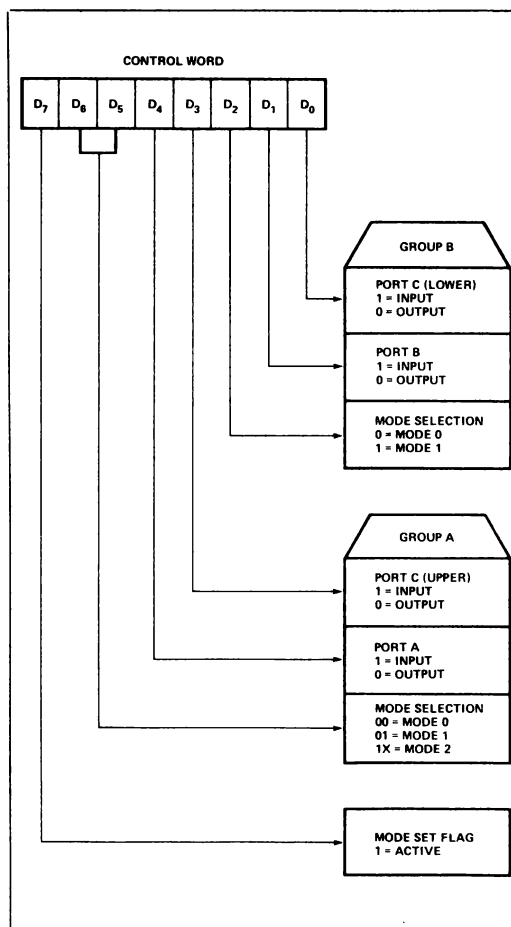 CONTROL WORD
D7 D6 D5 D4 D3 D2 D1 D0
GROUP B
PORT C (LOWER)
1 = INPUT
0 = OUTPUT
PORT B
1 = INPUT
0 = OUTPUT
MODE SELECTION
0 = MODE 0
1 = MODE 1
GROUP A
PORT C (UPPER)
1 = INPUT
0 = OUTPUT
PORT A
1 = INPUT
0 = OUTPUT
MODE SELECTION
00 = MODE 0
01 = MODE 1
1X = MODE 2
MODE SET FLAG
1 = ACTIVE